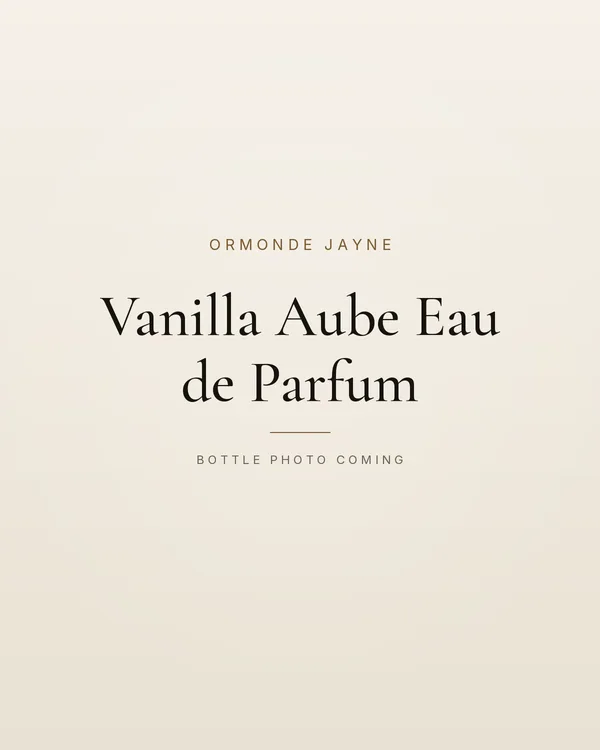 ORMONDE JAYNE
Vanilla Aube Eau
de Parfum
BOTTLE PHOTO COMING